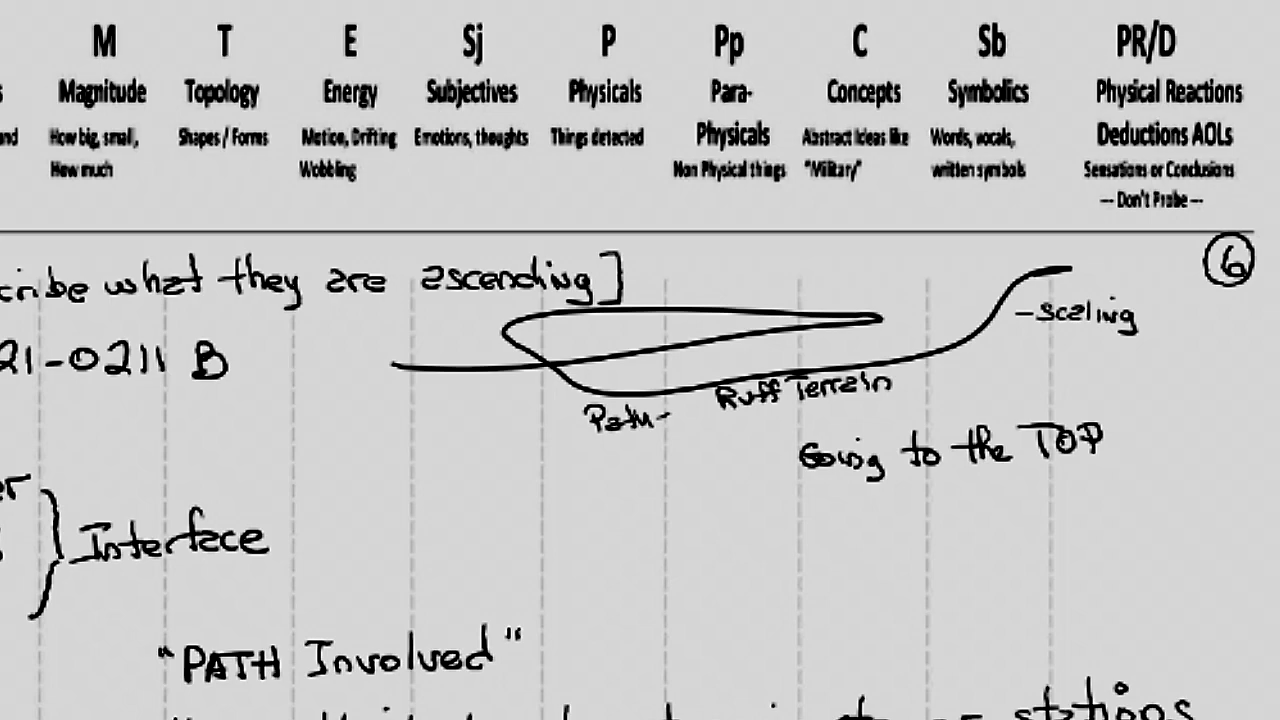 M T E Sj P Pp C Sb PR/D
Magnitude Topology Energy Subjectives Physicals Para- Concepts Symbolics Physical Reactions
How big, small, Shapes / Forms Motion, Drifting Emotions, thoughts Things detected Physicals Abstract Ideas like Words, vocals, Deductions AOLs
How much Wobbling Non Physical things "Military" written symbols Sensations or Conclusions
--- Don't Probe ---
6
what they are ascending]
-scaling
21-0211 B
Ruff Terrain
Path-
Going to the TOP
Interface
"PATH Involved"
stations